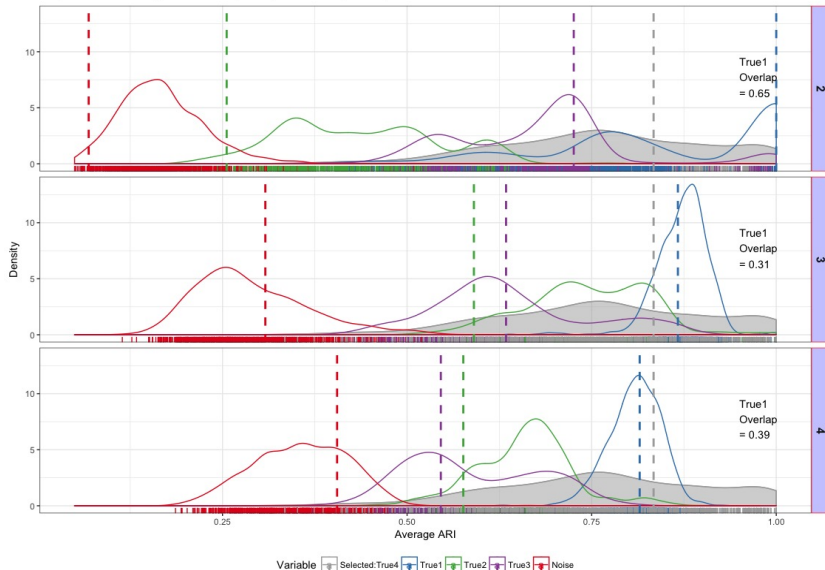 10
5
0
True1
Overlap
= 0.65
2
Density
10
5
0
True1
Overlap
= 0.31
3
10
5
0
True1
Overlap
= 0.39
4
0.25 0.50 0.75 1.00
Average ARI
Variable Selected:True4 True1 True2 True3 Noise